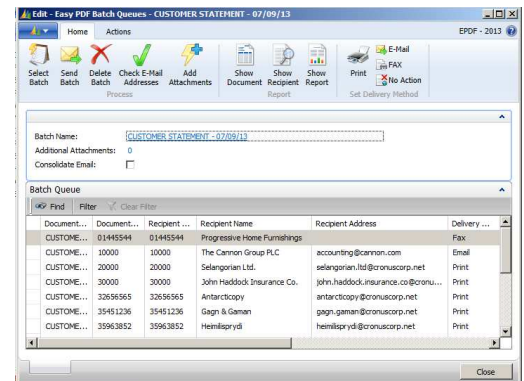 Edit - Easy PDF Batch Queues - CUSTOMER STATEMENT - 07/09/13
Home Actions EPDF - 2013
Select Batch
Send Batch
Delete Batch
Check E-Mail Addresses
Add Attachments
Show Document
Show Recipient
Show Report
Print
E-Mail
FAX
No Action
Process Report Set Delivery Method
Batch Name: CUSTOMER STATEMENT - 07/09/13
Additional Attachments: 0
Consolidate Email:
Batch Queue
Find Filter Clear Filter
Document... Document... Recipient ... Recipient Name Recipient Address Delivery ...
CUSTOME... 01445544 01445544 Progressive Home Furnishings Fax
CUSTOME... 10000 10000 The Cannon Group PLC accounting@cannon.com Email
CUSTOME... 20000 20000 Selangorian Ltd. selangorian.ltd@cronuscorp.net Print
CUSTOME... 30000 30000 John Haddock Insurance Co. john.haddock.insurance.co@cronu... Print
CUSTOME... 32656565 32656565 Antarcticopy antarcticopy@cronuscorp.net Print
CUSTOME... 35451236 35451236 Gagn & Gaman gagn.gaman@cronuscorp.net Print
CUSTOME... 35963852 35963852 Heimilisprydi heimilisprydi@cronuscorp.net Print
Close